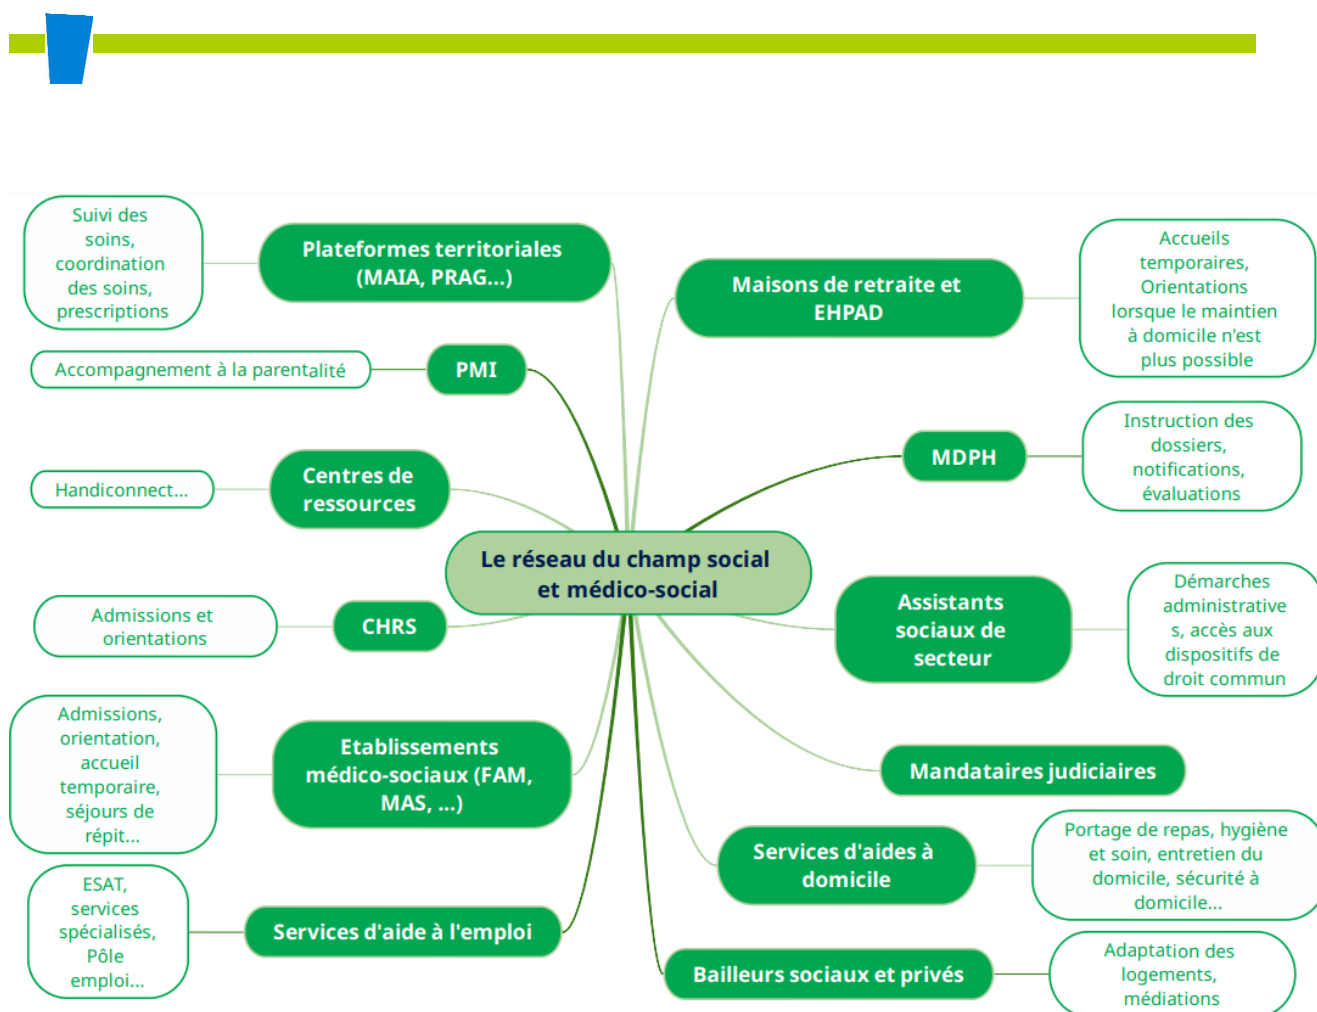 Suivi des
soins,
coordination
des soins,
prescriptions
Plateformes territoriales
(MAIA, PRAG...)
Accompagnement à la parentalité
PMI
Handiconnect...
Centres de
ressources
Admissions et
orientations
CHRS
Admissions,
orientation,
accueil
temporaire,
séjours de
répit...
Etablissements
médico-sociaux (FAM,
MAS, ...)
ESAT,
services
spécialisés,
Pôle
emploi...
Services d'aide à l'emploi
Le réseau du champ social
et médico-social
Maisons de retraite et
EHPAD
Accueils
temporaires,
Orientations
lorsque le maintien
à domicile n'est
plus possible
MDPH
Instruction des
dossiers,
notifications,
évaluations
Assistants
sociaux de
secteur
Démarches
administrative
s, accès aux
dispositifs de
droit commun
Mandataires judiciaires
Services d'aides à
domicile
Portage de repas, hygiène
et soin, entretien du
domicile, sécurité à
domicile...
Bailleurs sociaux et privés
Adaptation des
logements,
médiations